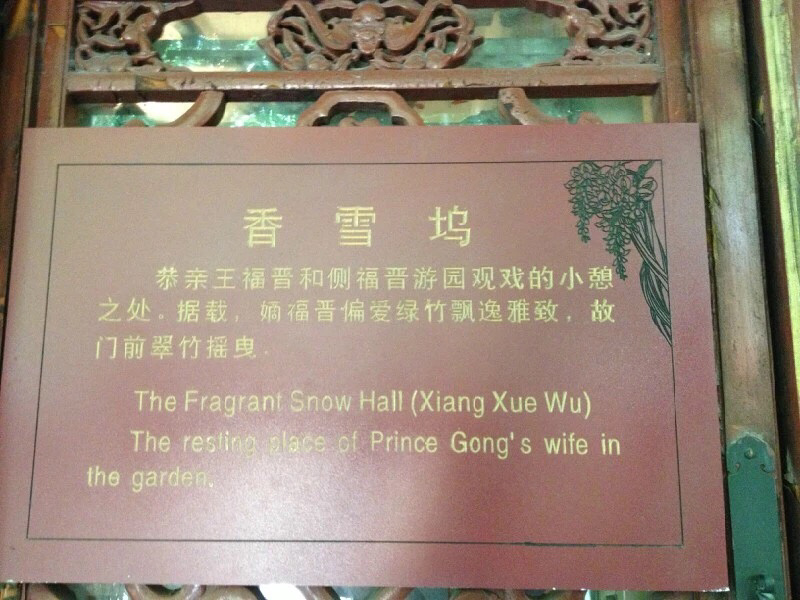 香雪坞
恭亲王福晋和侧福晋游园观戏的小憩
之处。据载，嫡福晋偏爱绿竹飘逸雅致，故
门前翠竹摇曳.
The Fragrant Snow Hall (Xiang Xue Wu)
The resting place of Prince Gong's wife in
the garden.